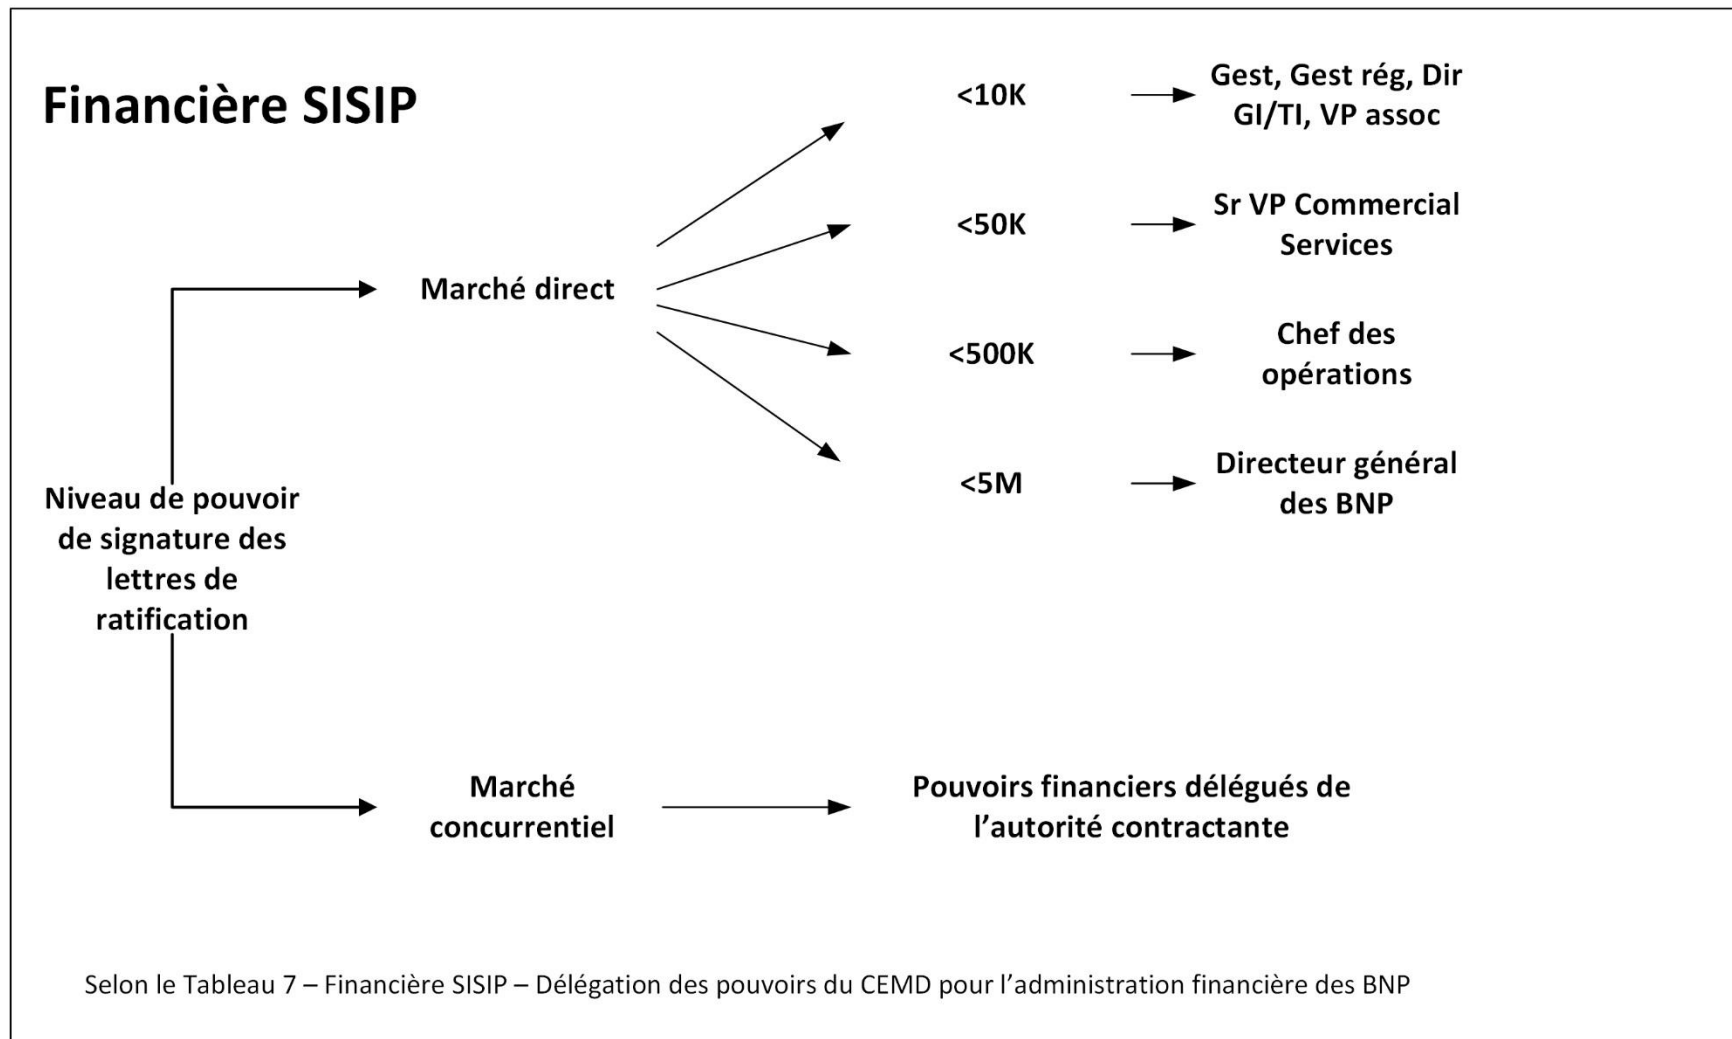 Financière SISIP
<10K
Gest, Gest rég, Dir
GI/TI, VP assoc
<50K
Sr VP Commercial
Services
Marché direct
<500K
Chef des
opérations
<5M
Directeur général
des BNP
Niveau de pouvoir
de signature des
lettres de
ratification
Marché
concurrentiel
Pouvoirs financiers délégués de
l’autorité contractante
Selon le Tableau 7 – Financière SISIP – Délégation des pouvoirs du CEMD pour l’administration financière des BNP